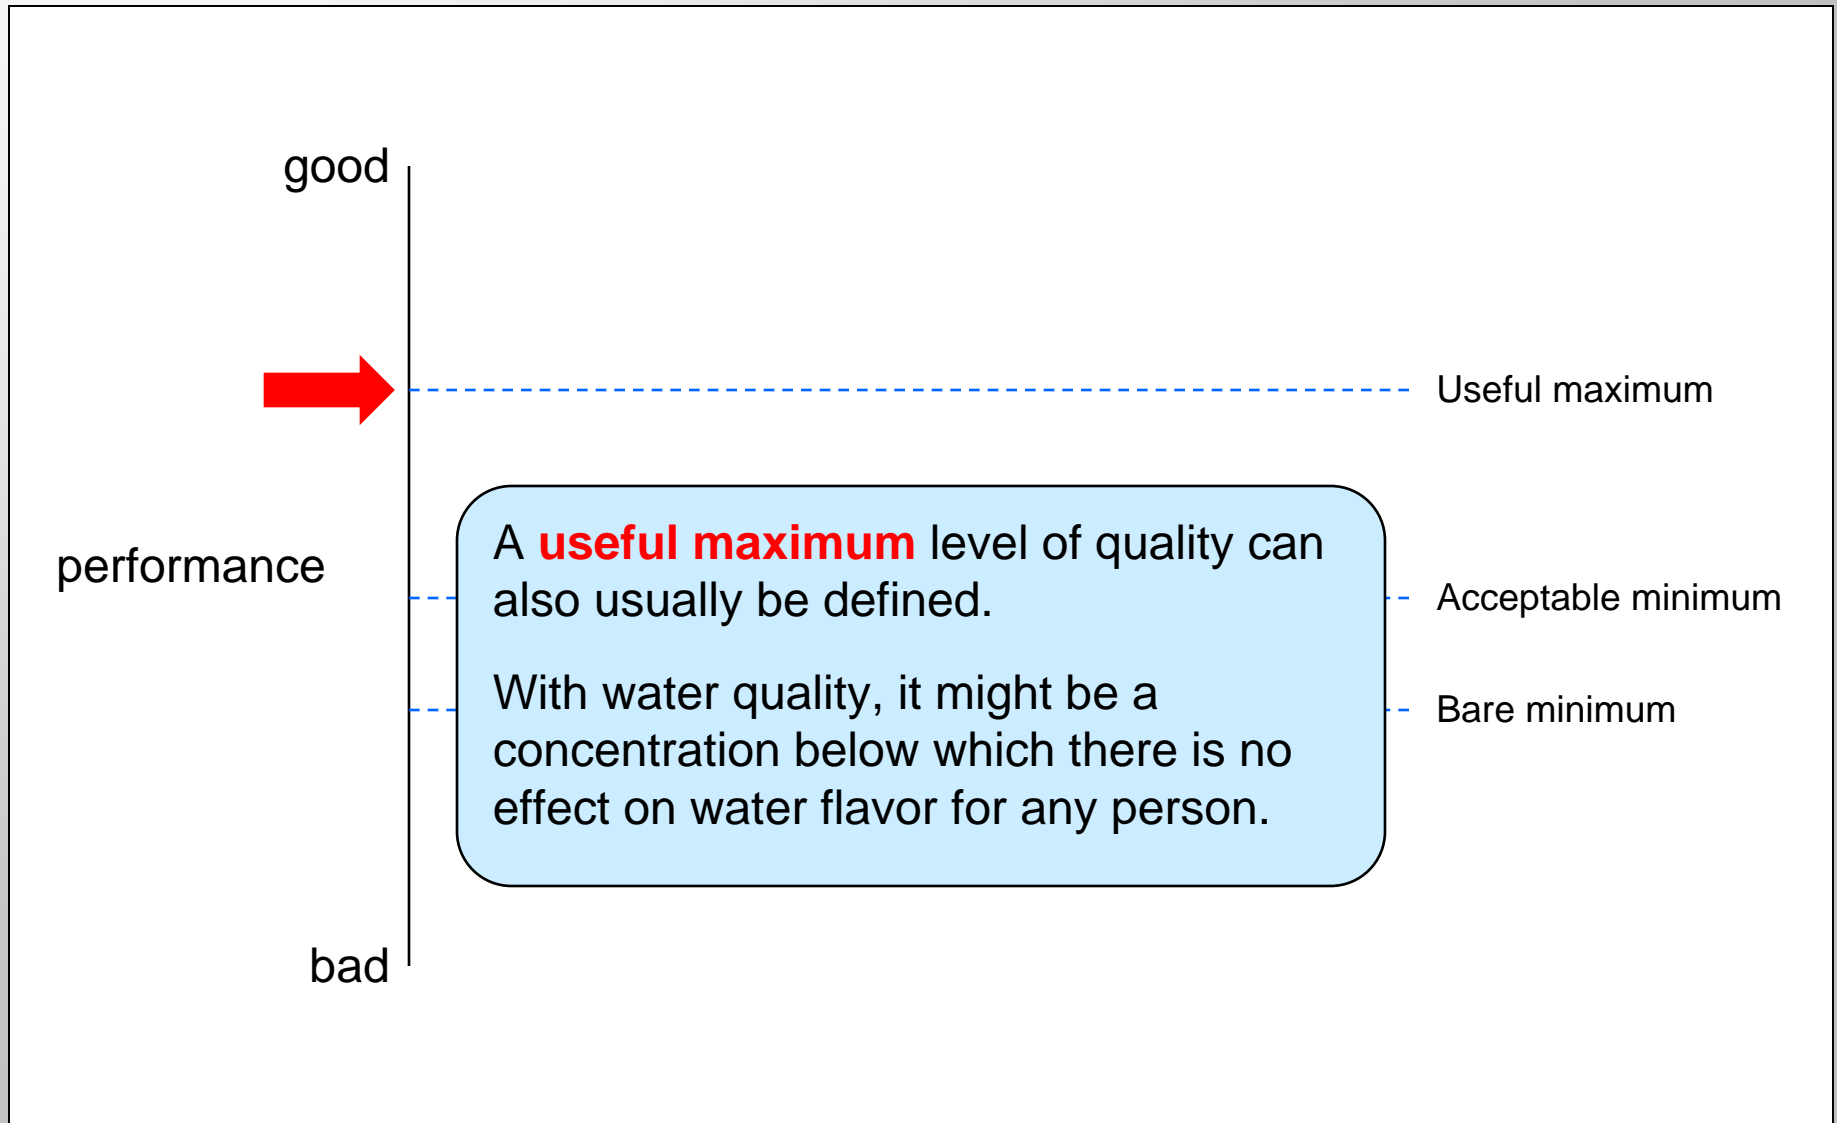 good
Useful maximum
A useful maximum level of quality can
also usually be defined.
performance
Acceptable minimum
With water quality, it might be a
concentration below which there is no
effect on water flavor for any person.
Bare minimum
bad